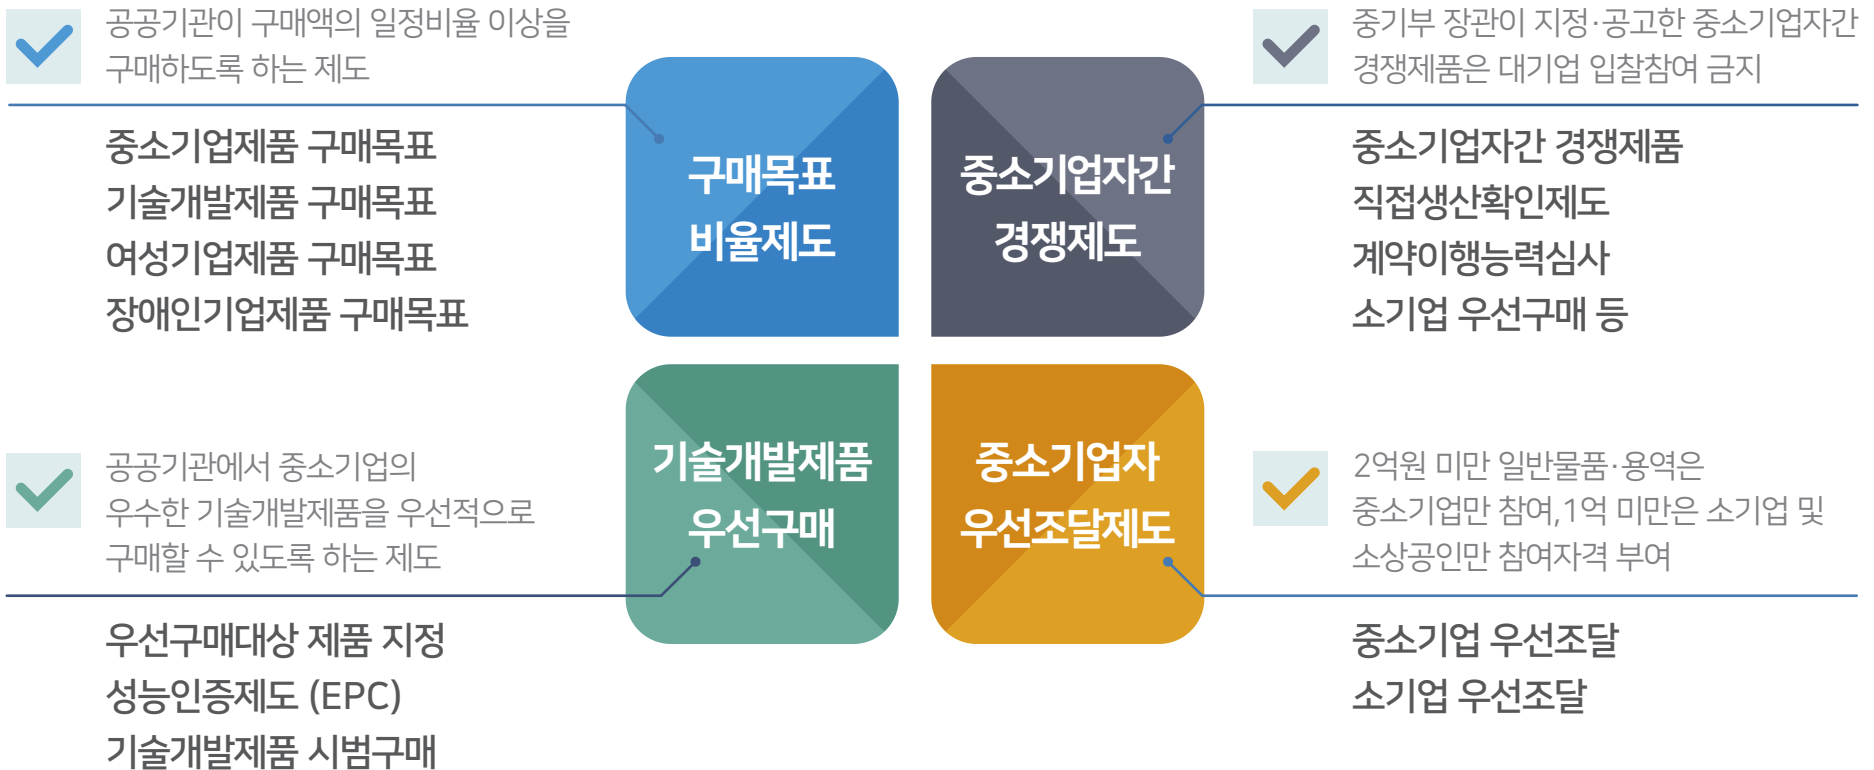 공공기관이 구매액의 일정비율 이상을
구매하도록 하는 제도
중소기업제품 구매목표
기술개발제품 구매목표
여성기업제품 구매목표
장애인기업제품 구매목표
구매목표
비율제도
중소기업자간
경쟁제도
중기부 장관이 지정·공고한 중소기업자간
경쟁제품은 대기업 입찰참여 금지
중소기업자간 경쟁제품
직접생산확인제도
계약이행능력심사
소기업 우선구매 등
공공기관에서 중소기업의
우수한 기술개발제품을 우선적으로
구매할 수 있도록 하는 제도
우선구매대상 제품 지정
성능인증제도 (EPC)
기술개발제품 시범구매
기술개발제품
우선구매
중소기업자
우선조달제도
2억원 미만 일반물품·용역은
중소기업만 참여,1억 미만은 소기업 및
소상공인만 참여자격 부여
중소기업 우선조달
소기업 우선조달